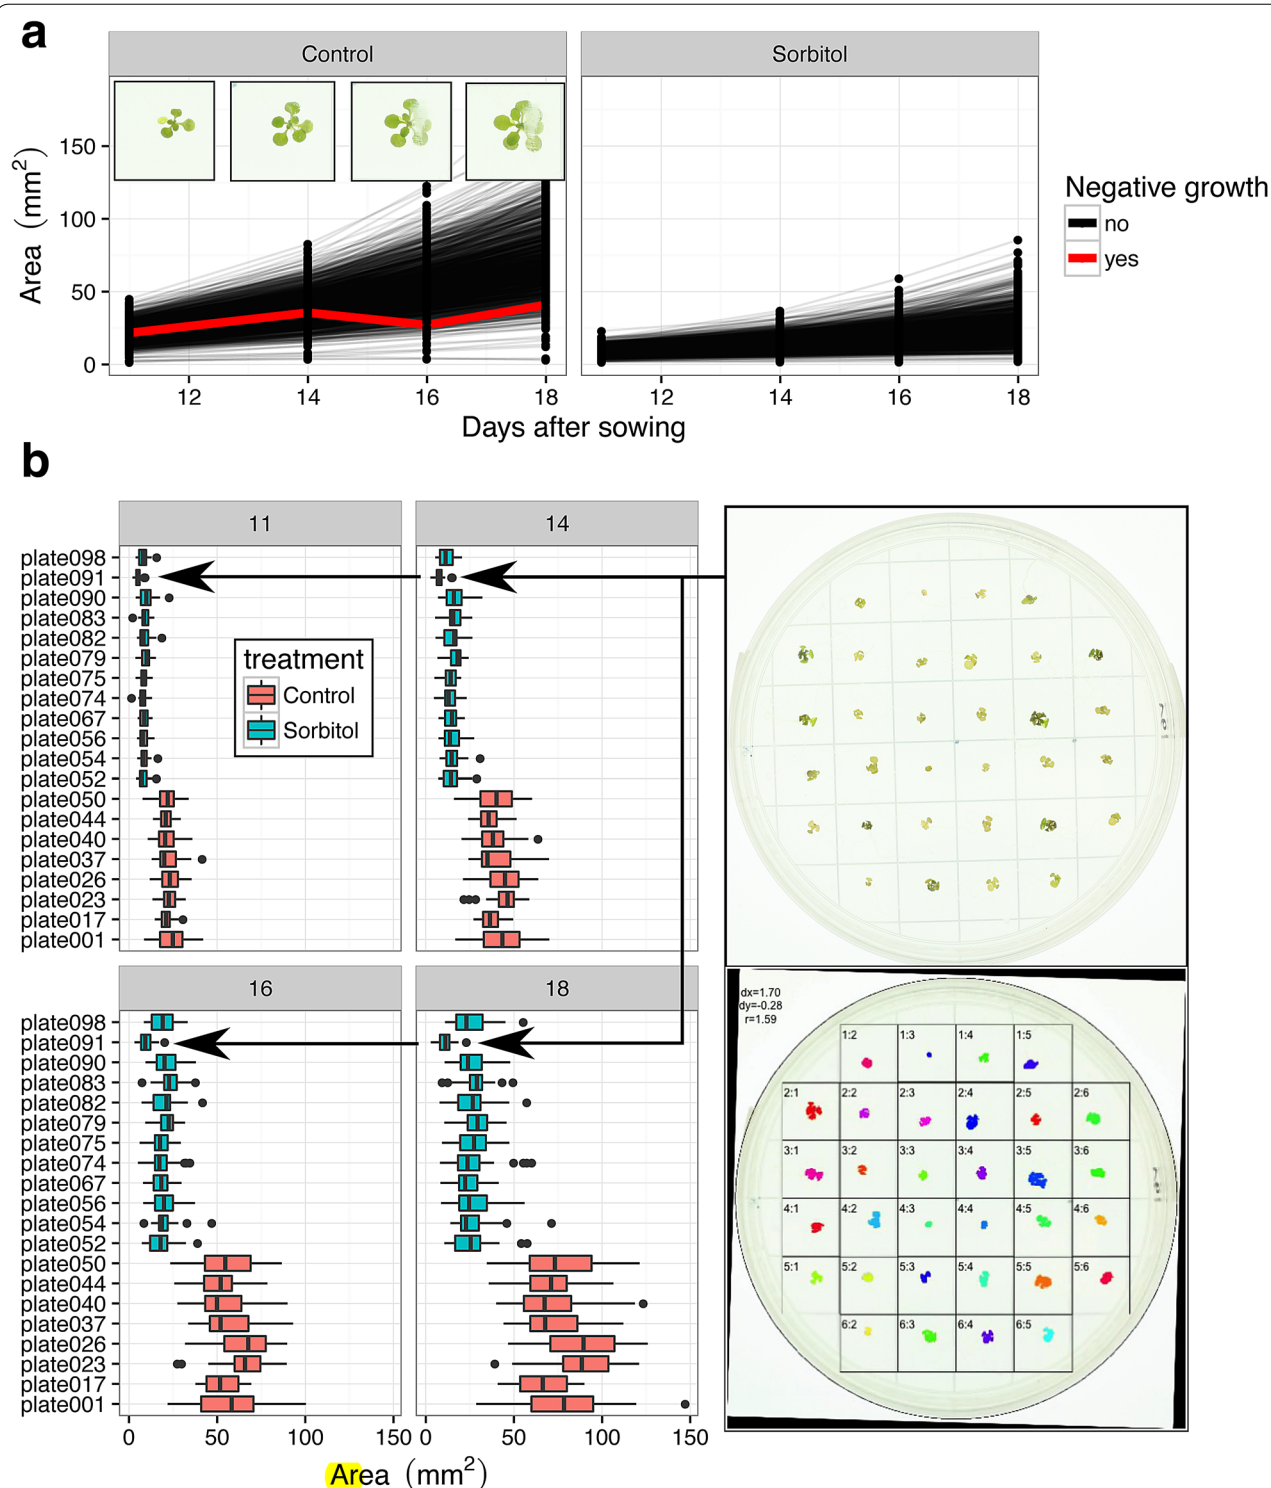 a
Control
Sorbitol
Area (mm²)
150
100
50
0
12
14
16
18
12
14
16
18
Days after sowing
Negative growth
no
yes
b
11
14
plate098
plate091
plate090
plate083
plate082
plate079
plate075
plate074
plate067
plate056
plate054
plate052
plate050
plate044
plate040
plate037
plate026
plate023
plate017
plate001
treatment
Control
Sorbitol
16
18
plate098
plate091
plate090
plate083
plate082
plate079
plate075
plate074
plate067
plate056
plate054
plate052
plate050
plate044
plate040
plate037
plate026
plate023
plate017
plate001
0
50
100
150
0
50
100
150
Area (mm²)
dx=1.70
dy=-0.28
r=1.59
1:2 1:3 1:4 1:5
2:1 2:2 2:3 2:4 2:5 2:6
3:1 3:2 3:3 3:4 3:5 3:6
4:1 4:2 4:3 4:4 4:5 4:6
5:1 5:2 5:3 5:4 5:5 5:6
6:2 6:3 6:4 6:5